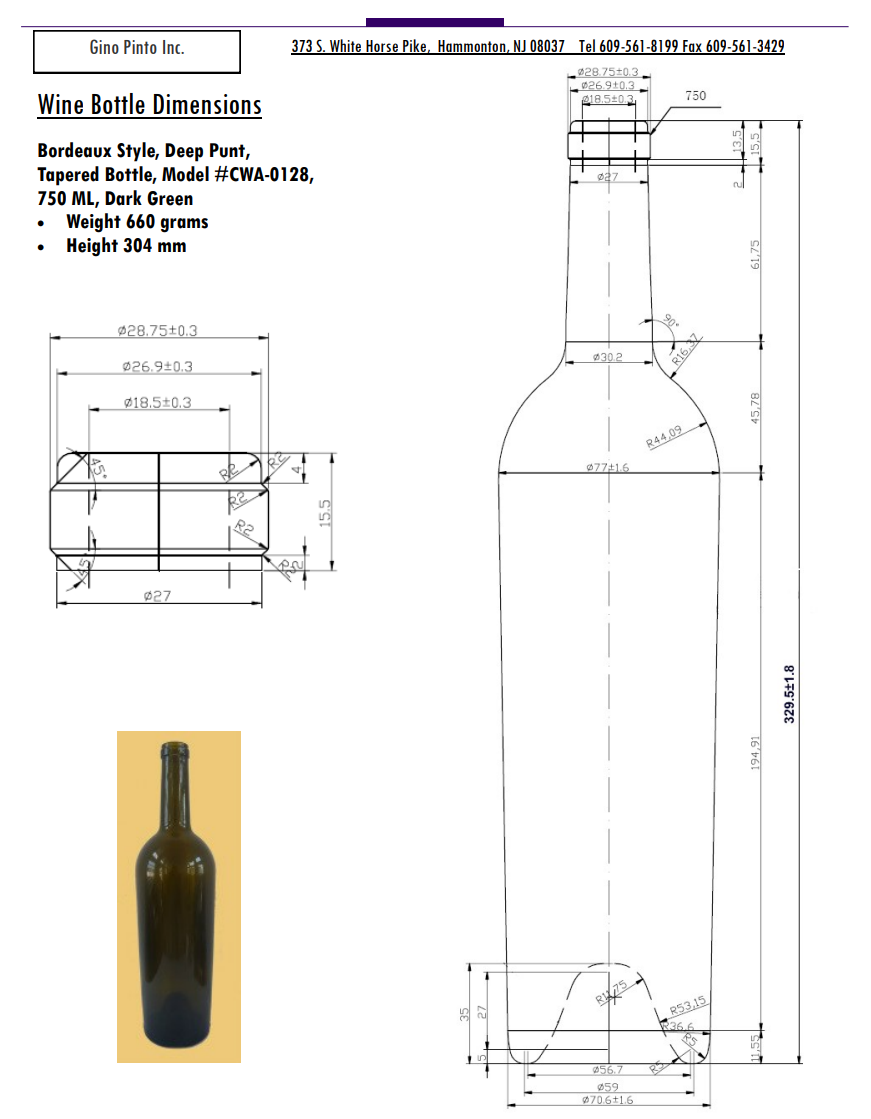 Gino Pinto Inc.
373 S. White Horse Pike, Hammonton, NJ 08037 Tel 609-561-8199 Fax 609-561-3429
Wine Bottle Dimensions
Bordeaux Style, Deep Punt,
Tapered Bottle, Model #CWA-0128,
750 ML, Dark Green
• Weight 660 grams
• Height 304 mm
ø28.75±0.3
ø26.9±0.3
ø18.5±0.3
45°
R2
R2
4
R2
R2
15.5
45°
R2
2
ø27
ø28.75±0.3
ø26.9±0.3
ø18.5±0.3
750
13,5
15,5
2
ø27
61,75
90°
R16.37
ø30.2
45,78
R44,09
ø77±1.6
329.5±1.8
194,91
R11,75
R53,15
R36,6
35
27
5
R5
R5
11,55
ø56.7
ø59
ø70.6±1.6